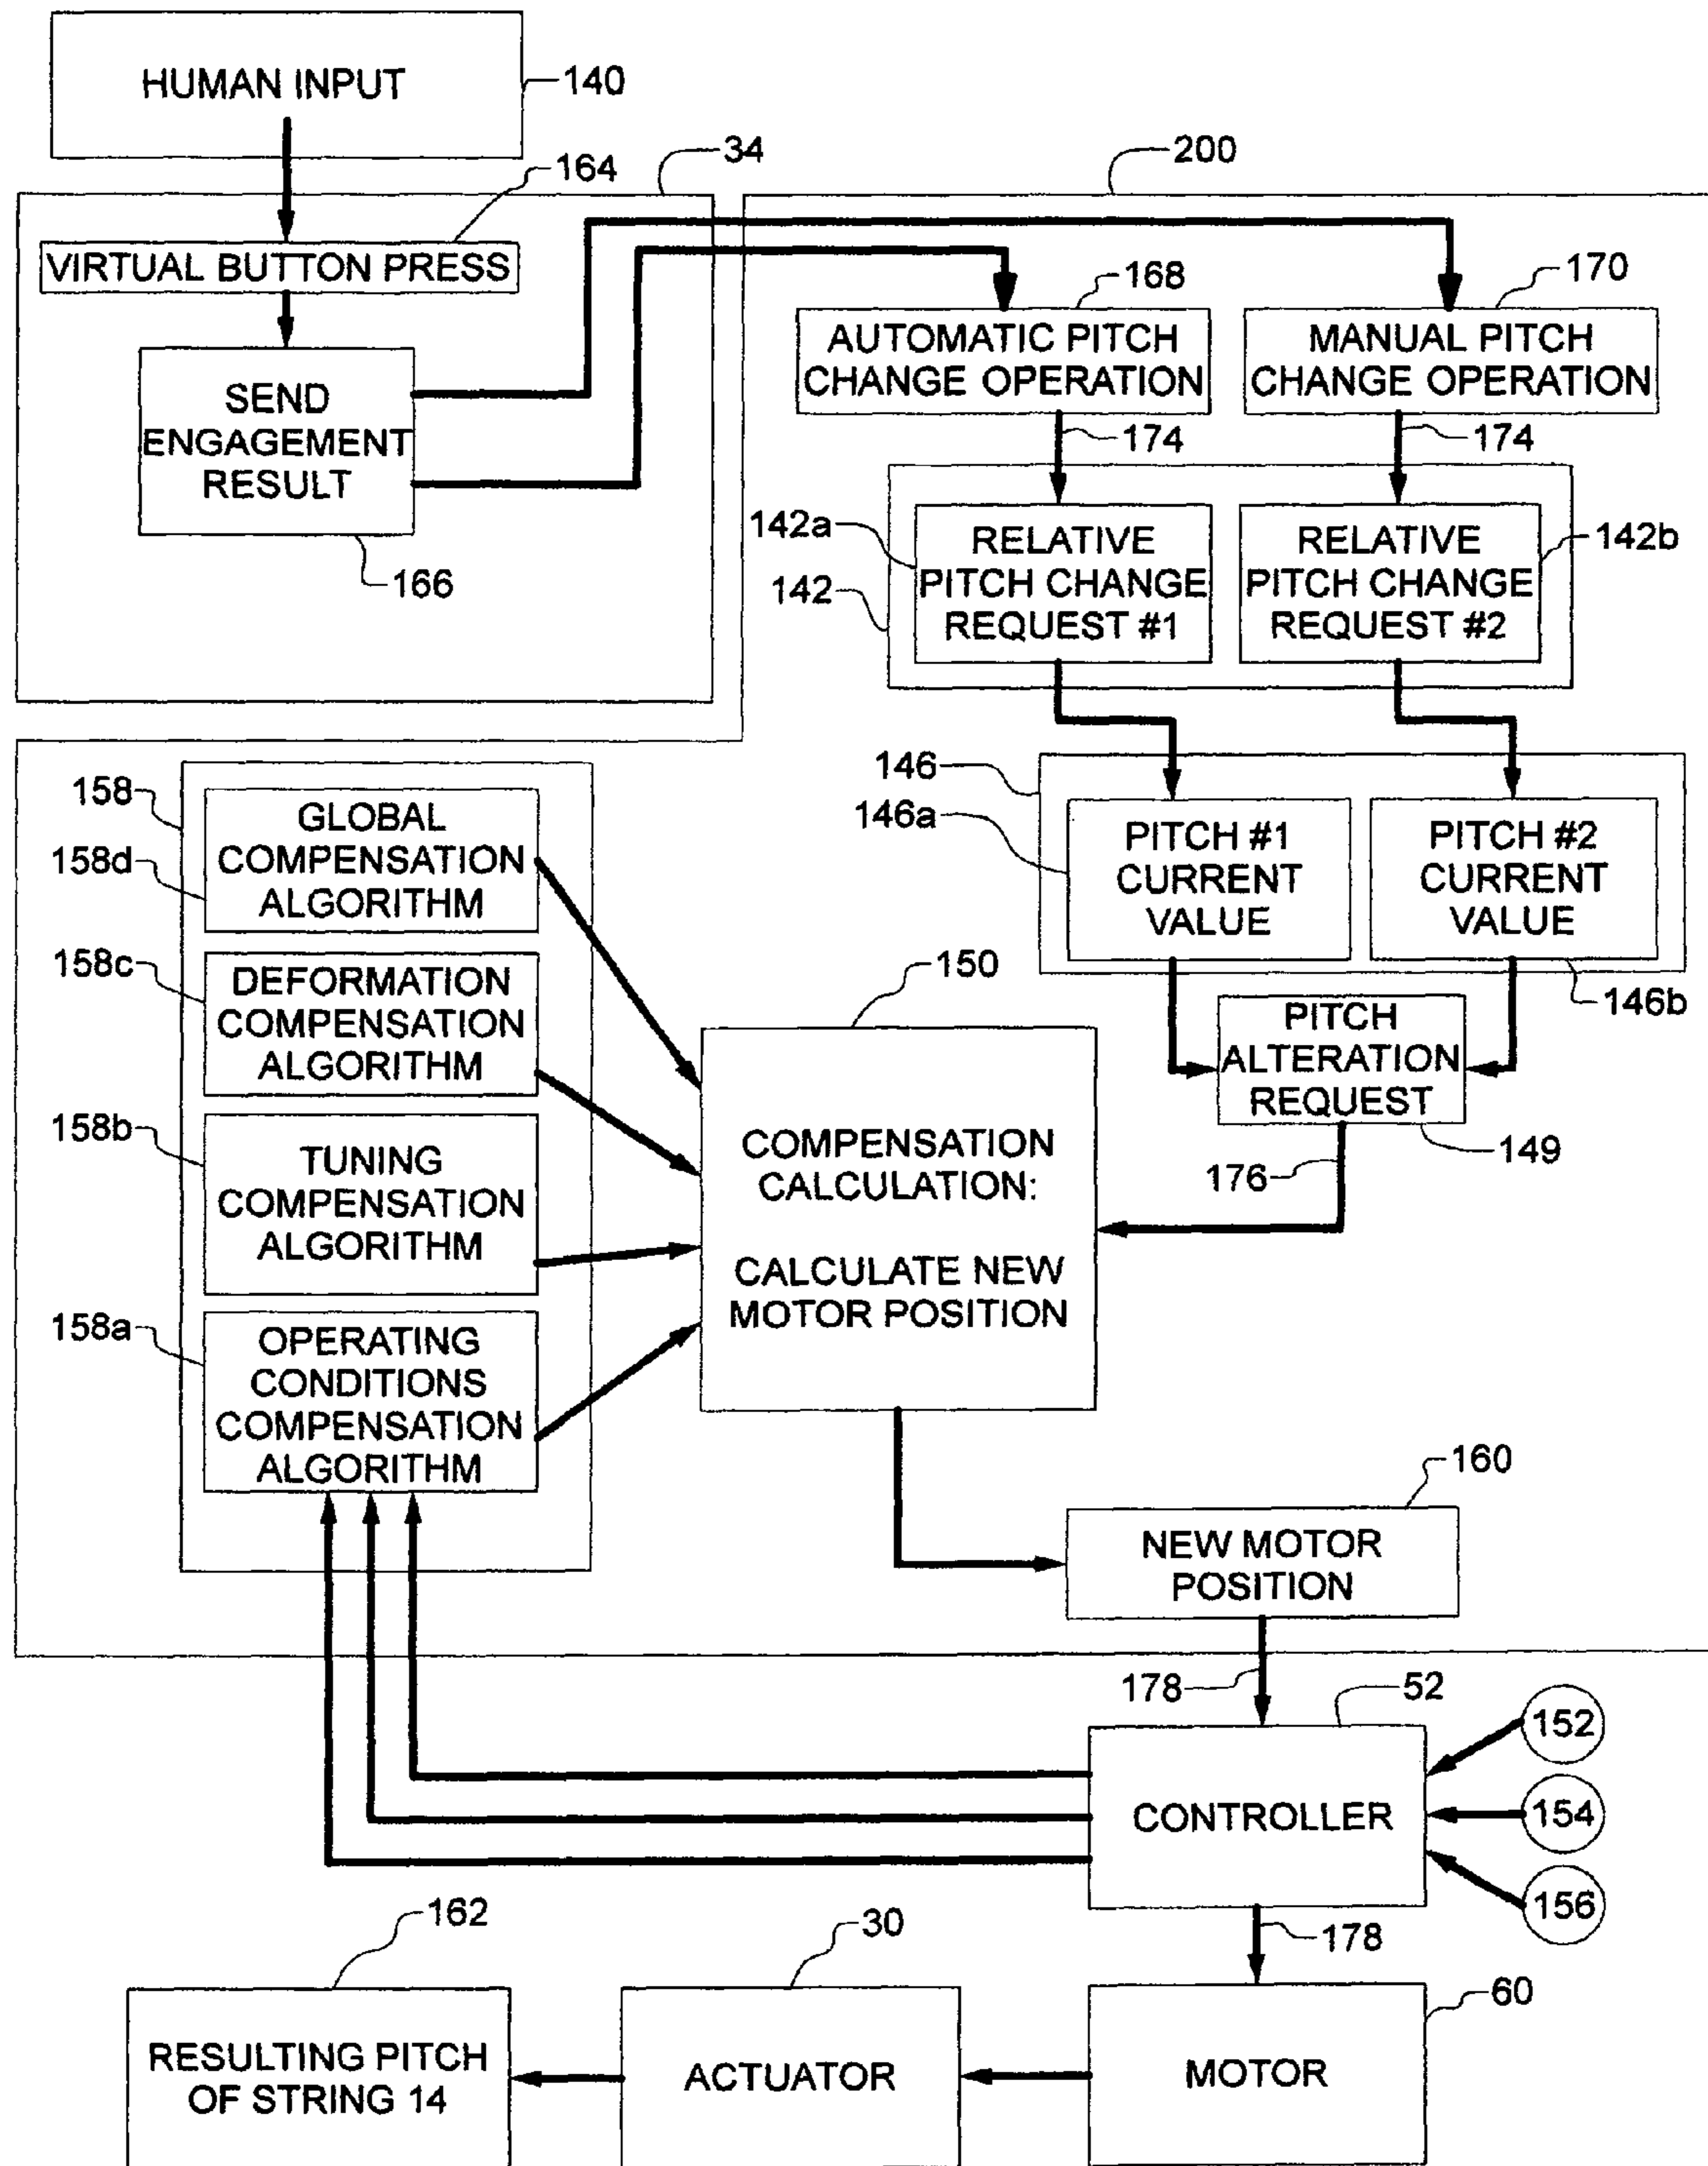 HUMAN INPUT
140
34
200
164
VIRTUAL BUTTON PRESS
168
170
AUTOMATIC PITCH
CHANGE OPERATION
MANUAL PITCH
CHANGE OPERATION
SEND
ENGAGEMENT
RESULT
166
174
174
142a
142
RELATIVE
PITCH CHANGE
REQUEST #1
RELATIVE
PITCH CHANGE
REQUEST #2
142b
146
146a
PITCH #1
CURRENT
VALUE
PITCH #2
CURRENT
VALUE
146b
158
GLOBAL
COMPENSATION
ALGORITHM
158d
158c
DEFORMATION
COMPENSATION
ALGORITHM
150
PITCH
ALTERATION
REQUEST
149
176
158b
TUNING
COMPENSATION
ALGORITHM
COMPENSATION
CALCULATION:
CALCULATE NEW
MOTOR POSITION
158a
OPERATING
CONDITIONS
COMPENSATION
ALGORITHM
160
NEW MOTOR
POSITION
178
52
152
CONTROLLER
154
156
178
162
30
60
RESULTING PITCH
OF STRING 14
ACTUATOR
MOTOR